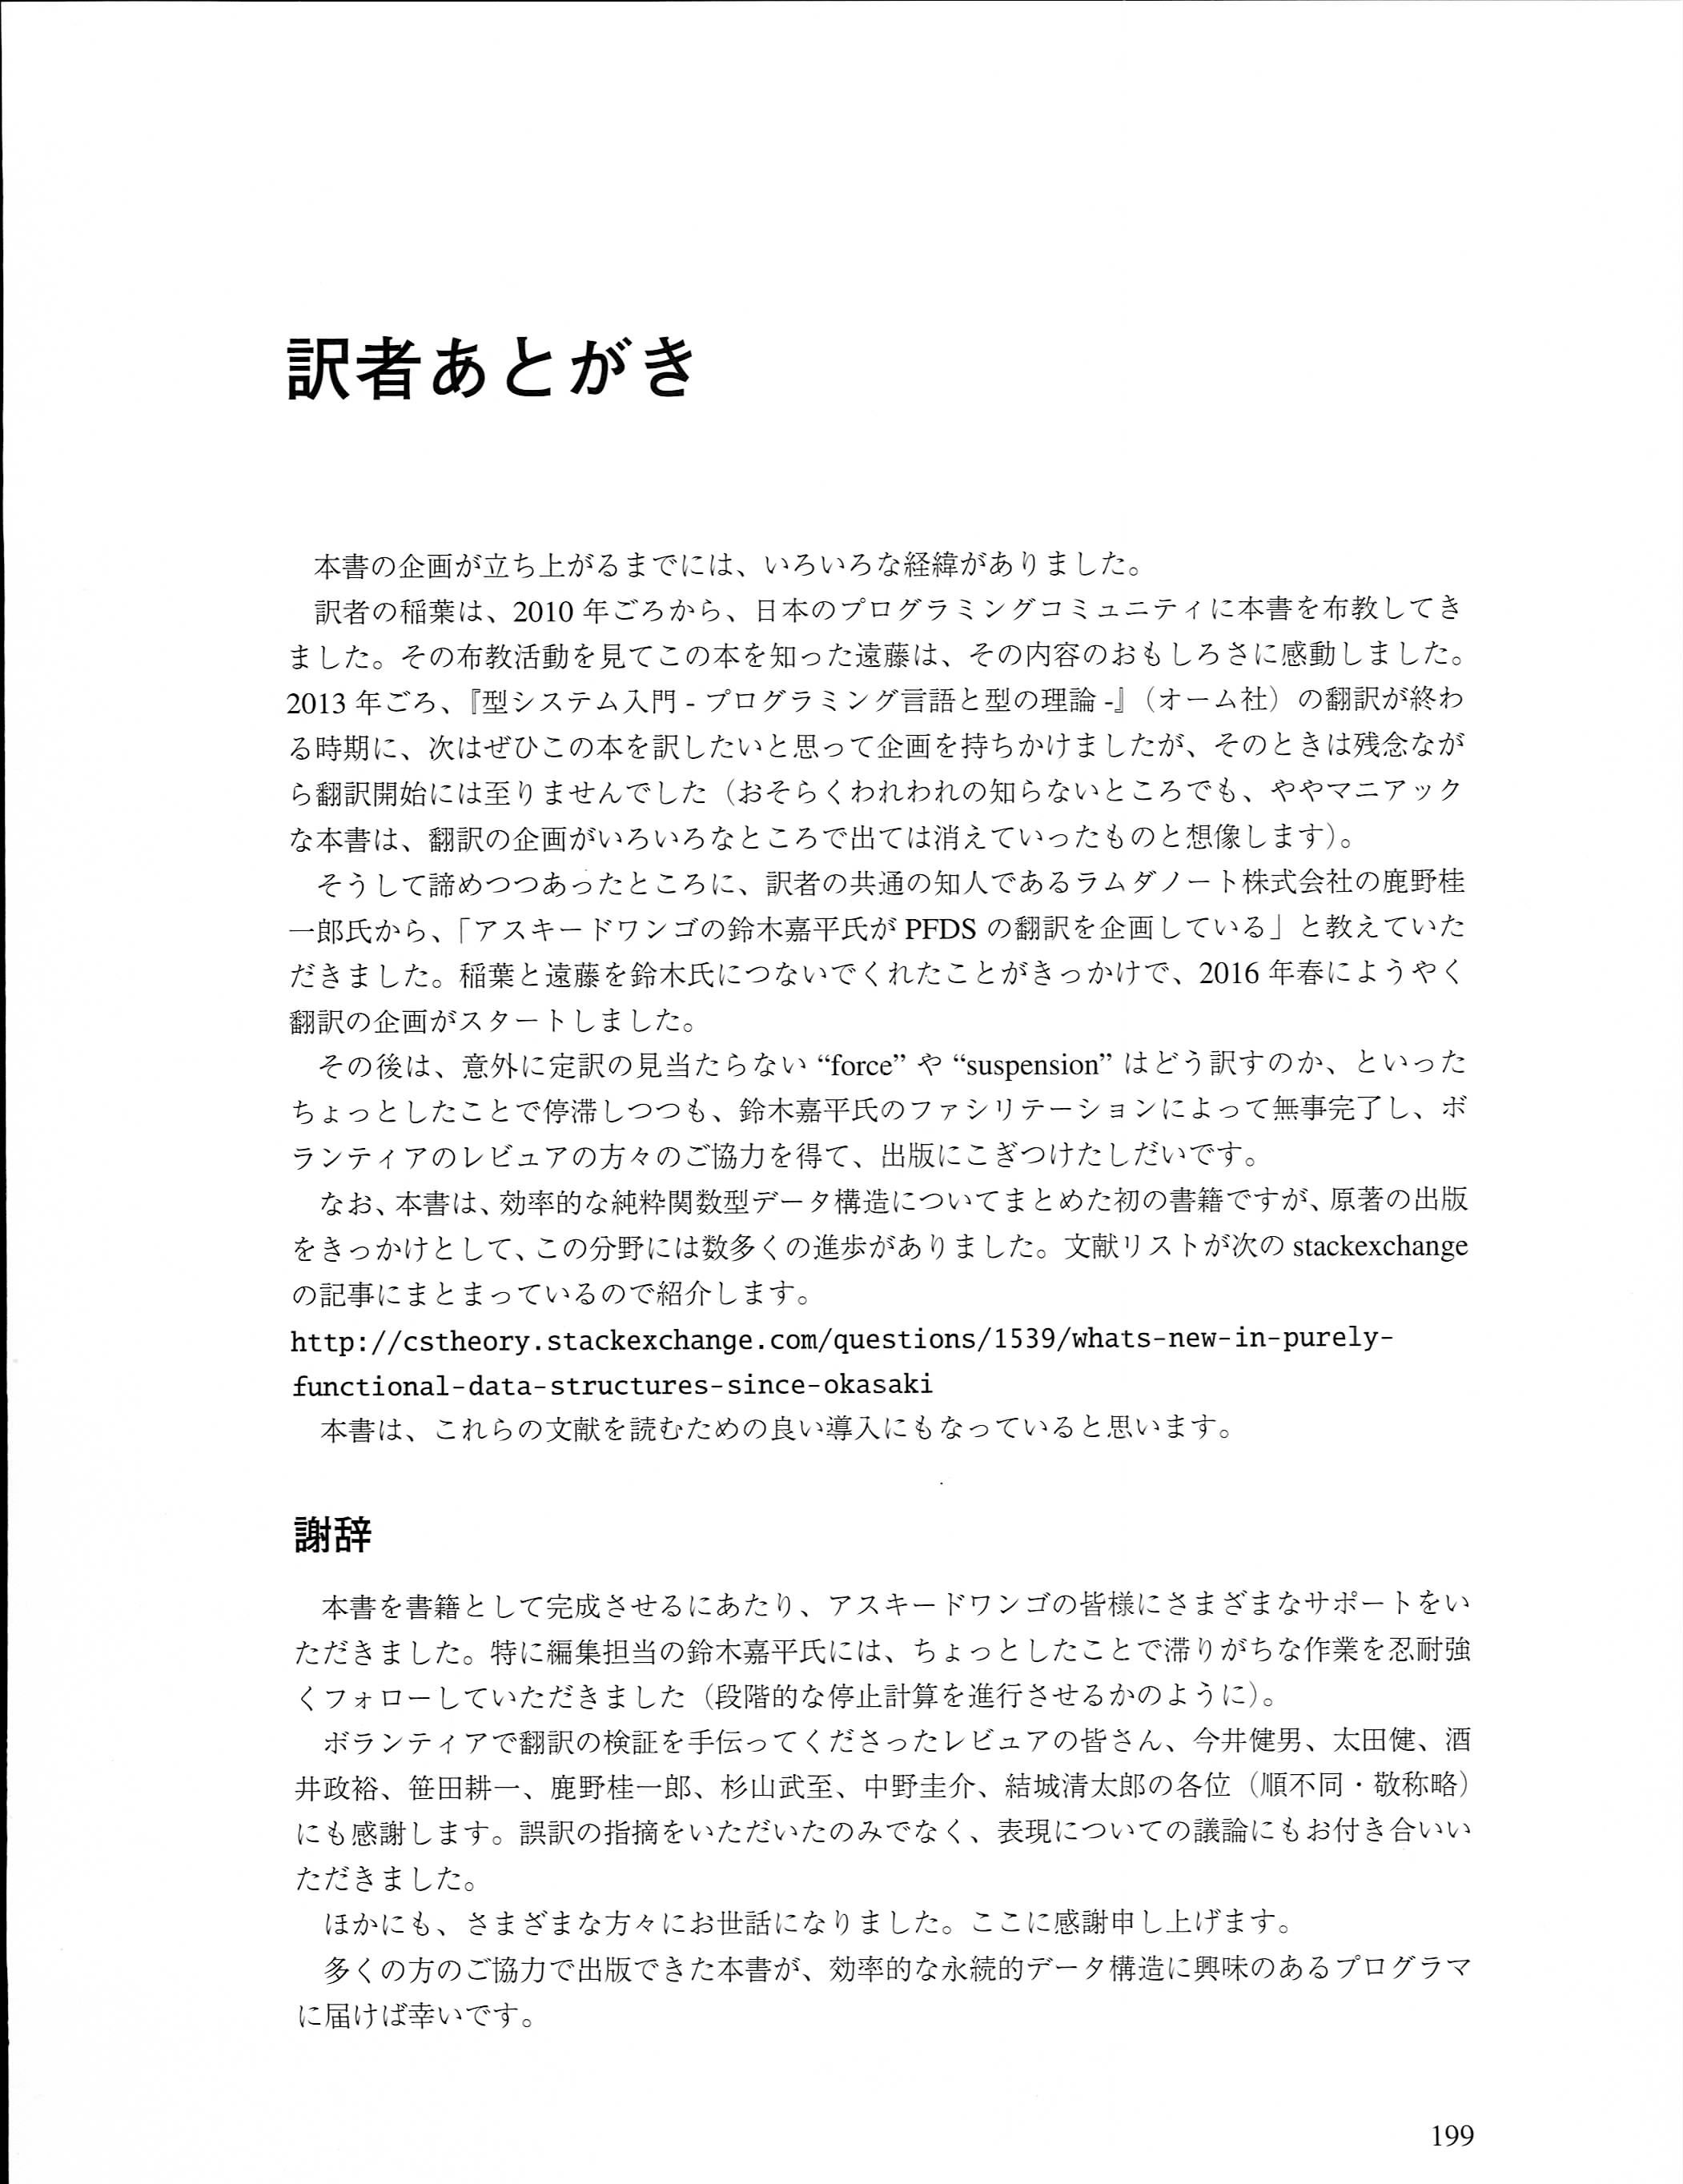 訳者あとがき
本書の企画が立ち上がるまでには、いろいろな経緯がありました。
訳者の稲葉は、2010 年ごろから、日本のプログラミングコミュニティに本書を布教してき
ました。その布教活動を見てこの本を知った遠藤は、その内容のおもしろさに感動しました。
2013 年ごろ、『型システム入門 - プログラミング言語と型の理論 -』（オーム社）の翻訳が終わ
る時期に、次はぜひこの本を訳したいと思って企画を持ちかけましたが、そのときは残念なが
ら翻訳開始には至りませんでした（おそらくわれわれの知らないところでも、ややマニアック
な本書は、翻訳の企画がいろいろなところで出ては消えていったものと想像します）。
そうして諦めつつあったところに、訳者の共通の知人であるラムダノート株式会社の鹿野桂
一郎氏から、「アスキードワンゴの鈴木嘉平氏が PFDS の翻訳を企画している」と教えていた
だきました。稲葉と遠藤を鈴木氏につないでくれたことがきっかけで、2016 年春にようやく
翻訳の企画がスタートしました。
その後は、意外に定訳の見当たらない “force” や “suspension” はどう訳すのか、といった
ちょっとしたことで停滞しつつも、鈴木嘉平氏のファシリテーションによって無事完了し、ボ
ランティアのレビュアの方々のご協力を得て、出版にこぎつけたしだいです。
なお、本書は、効率的な純粋関数型データ構造についてまとめた初の書籍ですが、原著の出版
をきっかけとして、この分野には数多くの進歩がありました。文献リストが次の stackexchange
の記事にまとまっているので紹介します。
http://cstheory.stackexchange.com/questions/1539/whats-new-in-purely-
functional-data-structures-since-okasaki
本書は、これらの文献を読むための良い導入にもなっていると思います。
謝辞
本書を書籍として完成させるにあたり、アスキードワンゴの皆様にさまざまなサポートをい
ただきました。特に編集担当の鈴木嘉平氏には、ちょっとしたことで滞りがちな作業を忍耐強
くフォローしていただきました（段階的な停止計算を進行させるかのように）。
ボランティアで翻訳の検証を手伝ってくださったレビュアの皆さん、今井健男、太田健、酒
井政裕、笹田耕一、鹿野桂一郎、杉山武至、中野圭介、結城清太郎の各位（順不同・敬称略）
にも感謝します。誤訳の指摘をいただいたのみでなく、表現についての議論にもお付き合いい
ただきました。
ほかにも、さまざまな方々にお世話になりました。ここに感謝申し上げます。
多くの方のご協力で出版できた本書が、効率的な永続的データ構造に興味のあるプログラマ
に届けば幸いです。
199